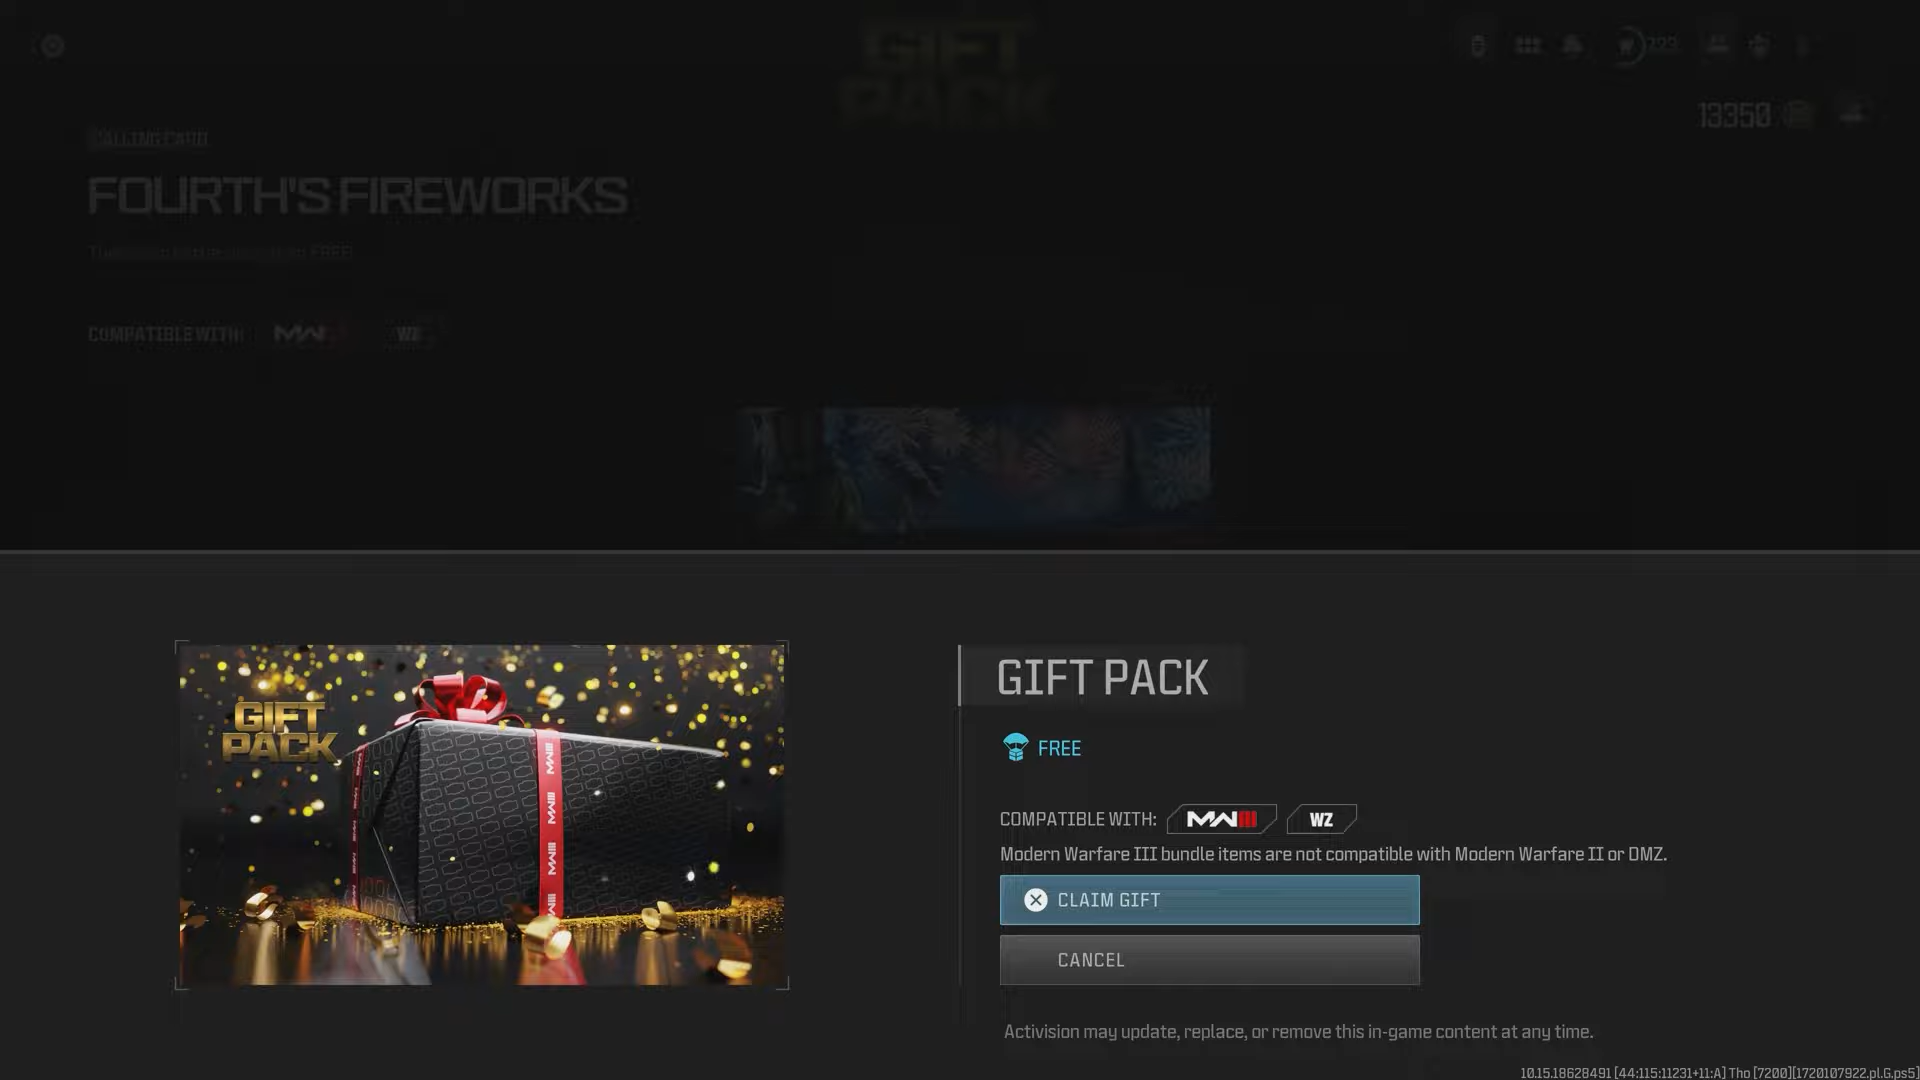 GIFT
PACK
13350
CALLING CARD
FOURTH'S FIREWORKS
FREE!
COMPATIBLE WITH: MWIII WZ
GIFT
PACK
GIFT PACK
FREE
COMPATIBLE WITH: MWIII WZ
Modern Warfare III bundle items are not compatible with Modern Warfare II or DMZ.
CLAIM GIFT
CANCEL
Activision may update, replace, or remove this in-game content at any time.
10.15.18628491 [44:115:11231+11:A] Tho [7200][1720107922.pl.G.ps5]